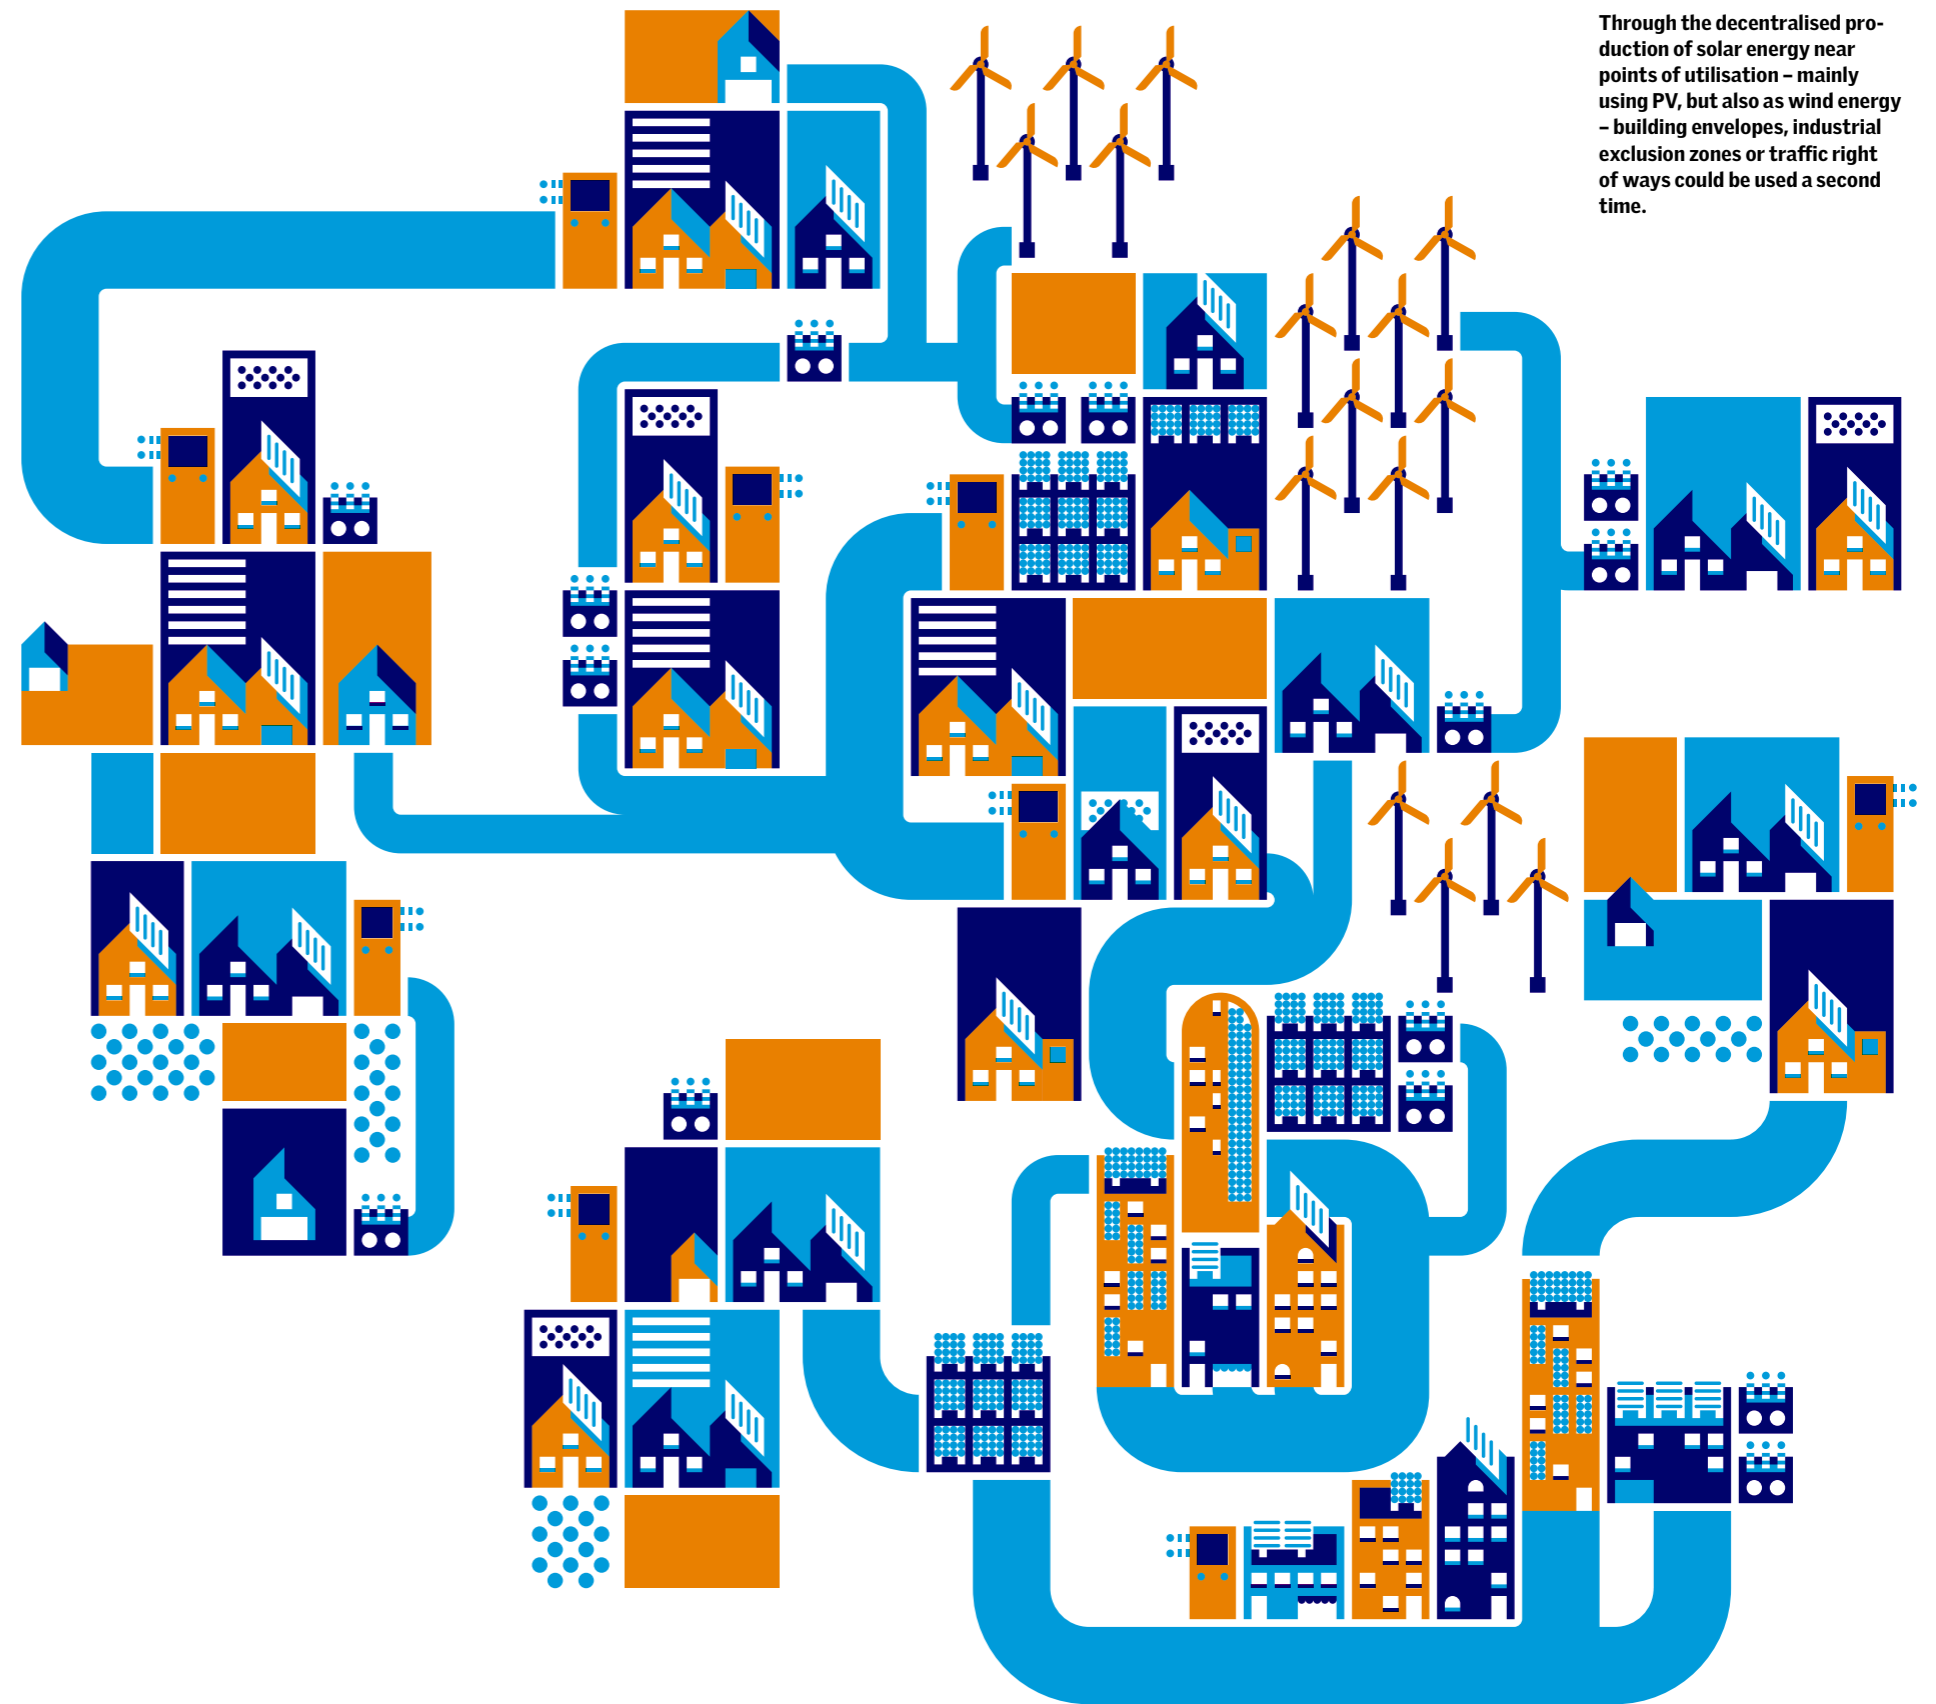 Through the decentralised pro-
duction of solar energy near
points of utilisation – mainly
using PV, but also as wind energy
– building envelopes, industrial
exclusion zones or traffic right
of ways could be used a second
time.